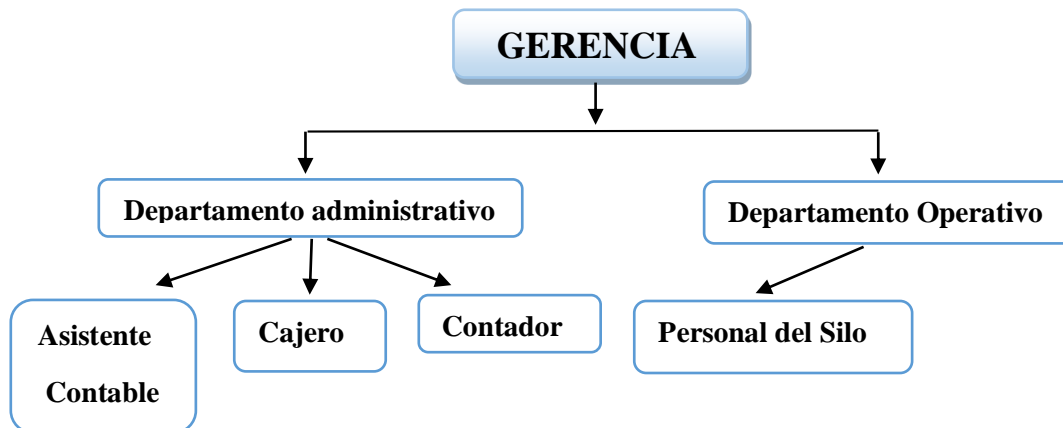 GERENCIA
Departamento administrativo
Departamento Operativo
Asistente
Contable
Cajero
Contador
Personal del Silo